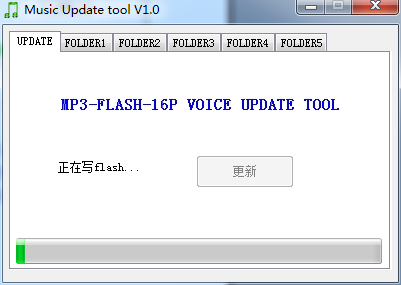 Music Update tool V1.0
UPDATE FOLDER1 FOLDER2 FOLDER3 FOLDER4 FOLDER5
MP3-FLASH-16P VOICE UPDATE TOOL
正在写flash... 更新